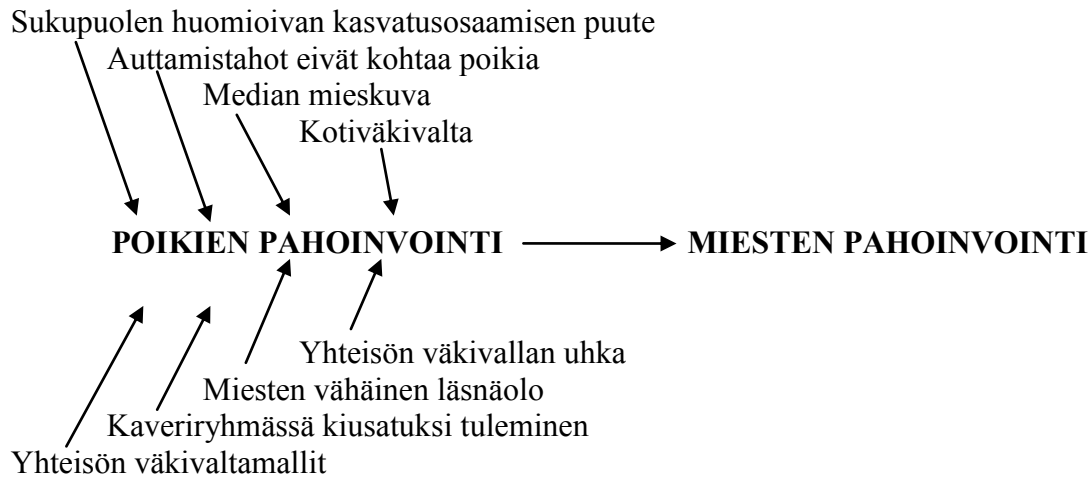 Sukupuolen huomioivan kasvatusosaamisen puute
Auttamistahot eivät kohtaa poikia
Median mieskuva
Kotiväkivalta
POIKIEN PAHOINVOINTI MIESTEN PAHOINVOINTI
Yhteisön väkivallan uhka
Miesten vähäinen läsnäolo
Kaveriryhmässä kiusatuksi tuleminen
Yhteisön väkivaltamallit